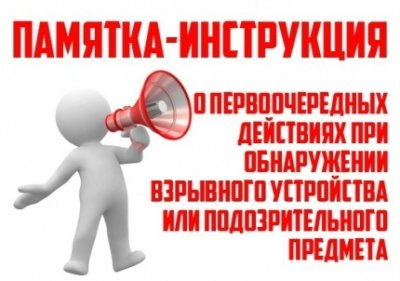 ПАМЯТКА-ИНСТРУКЦИЯ
О ПЕРВООЧЕРЕДНЫХ
ДЕЙСТВИЯХ ПРИ
ОБНАРУЖЕНИИ
ВЗРЫВНОГО УСТРОЙСТВА
ИЛИ ПОДОЗРИТЕЛЬНОГО
ПРЕДМЕТА